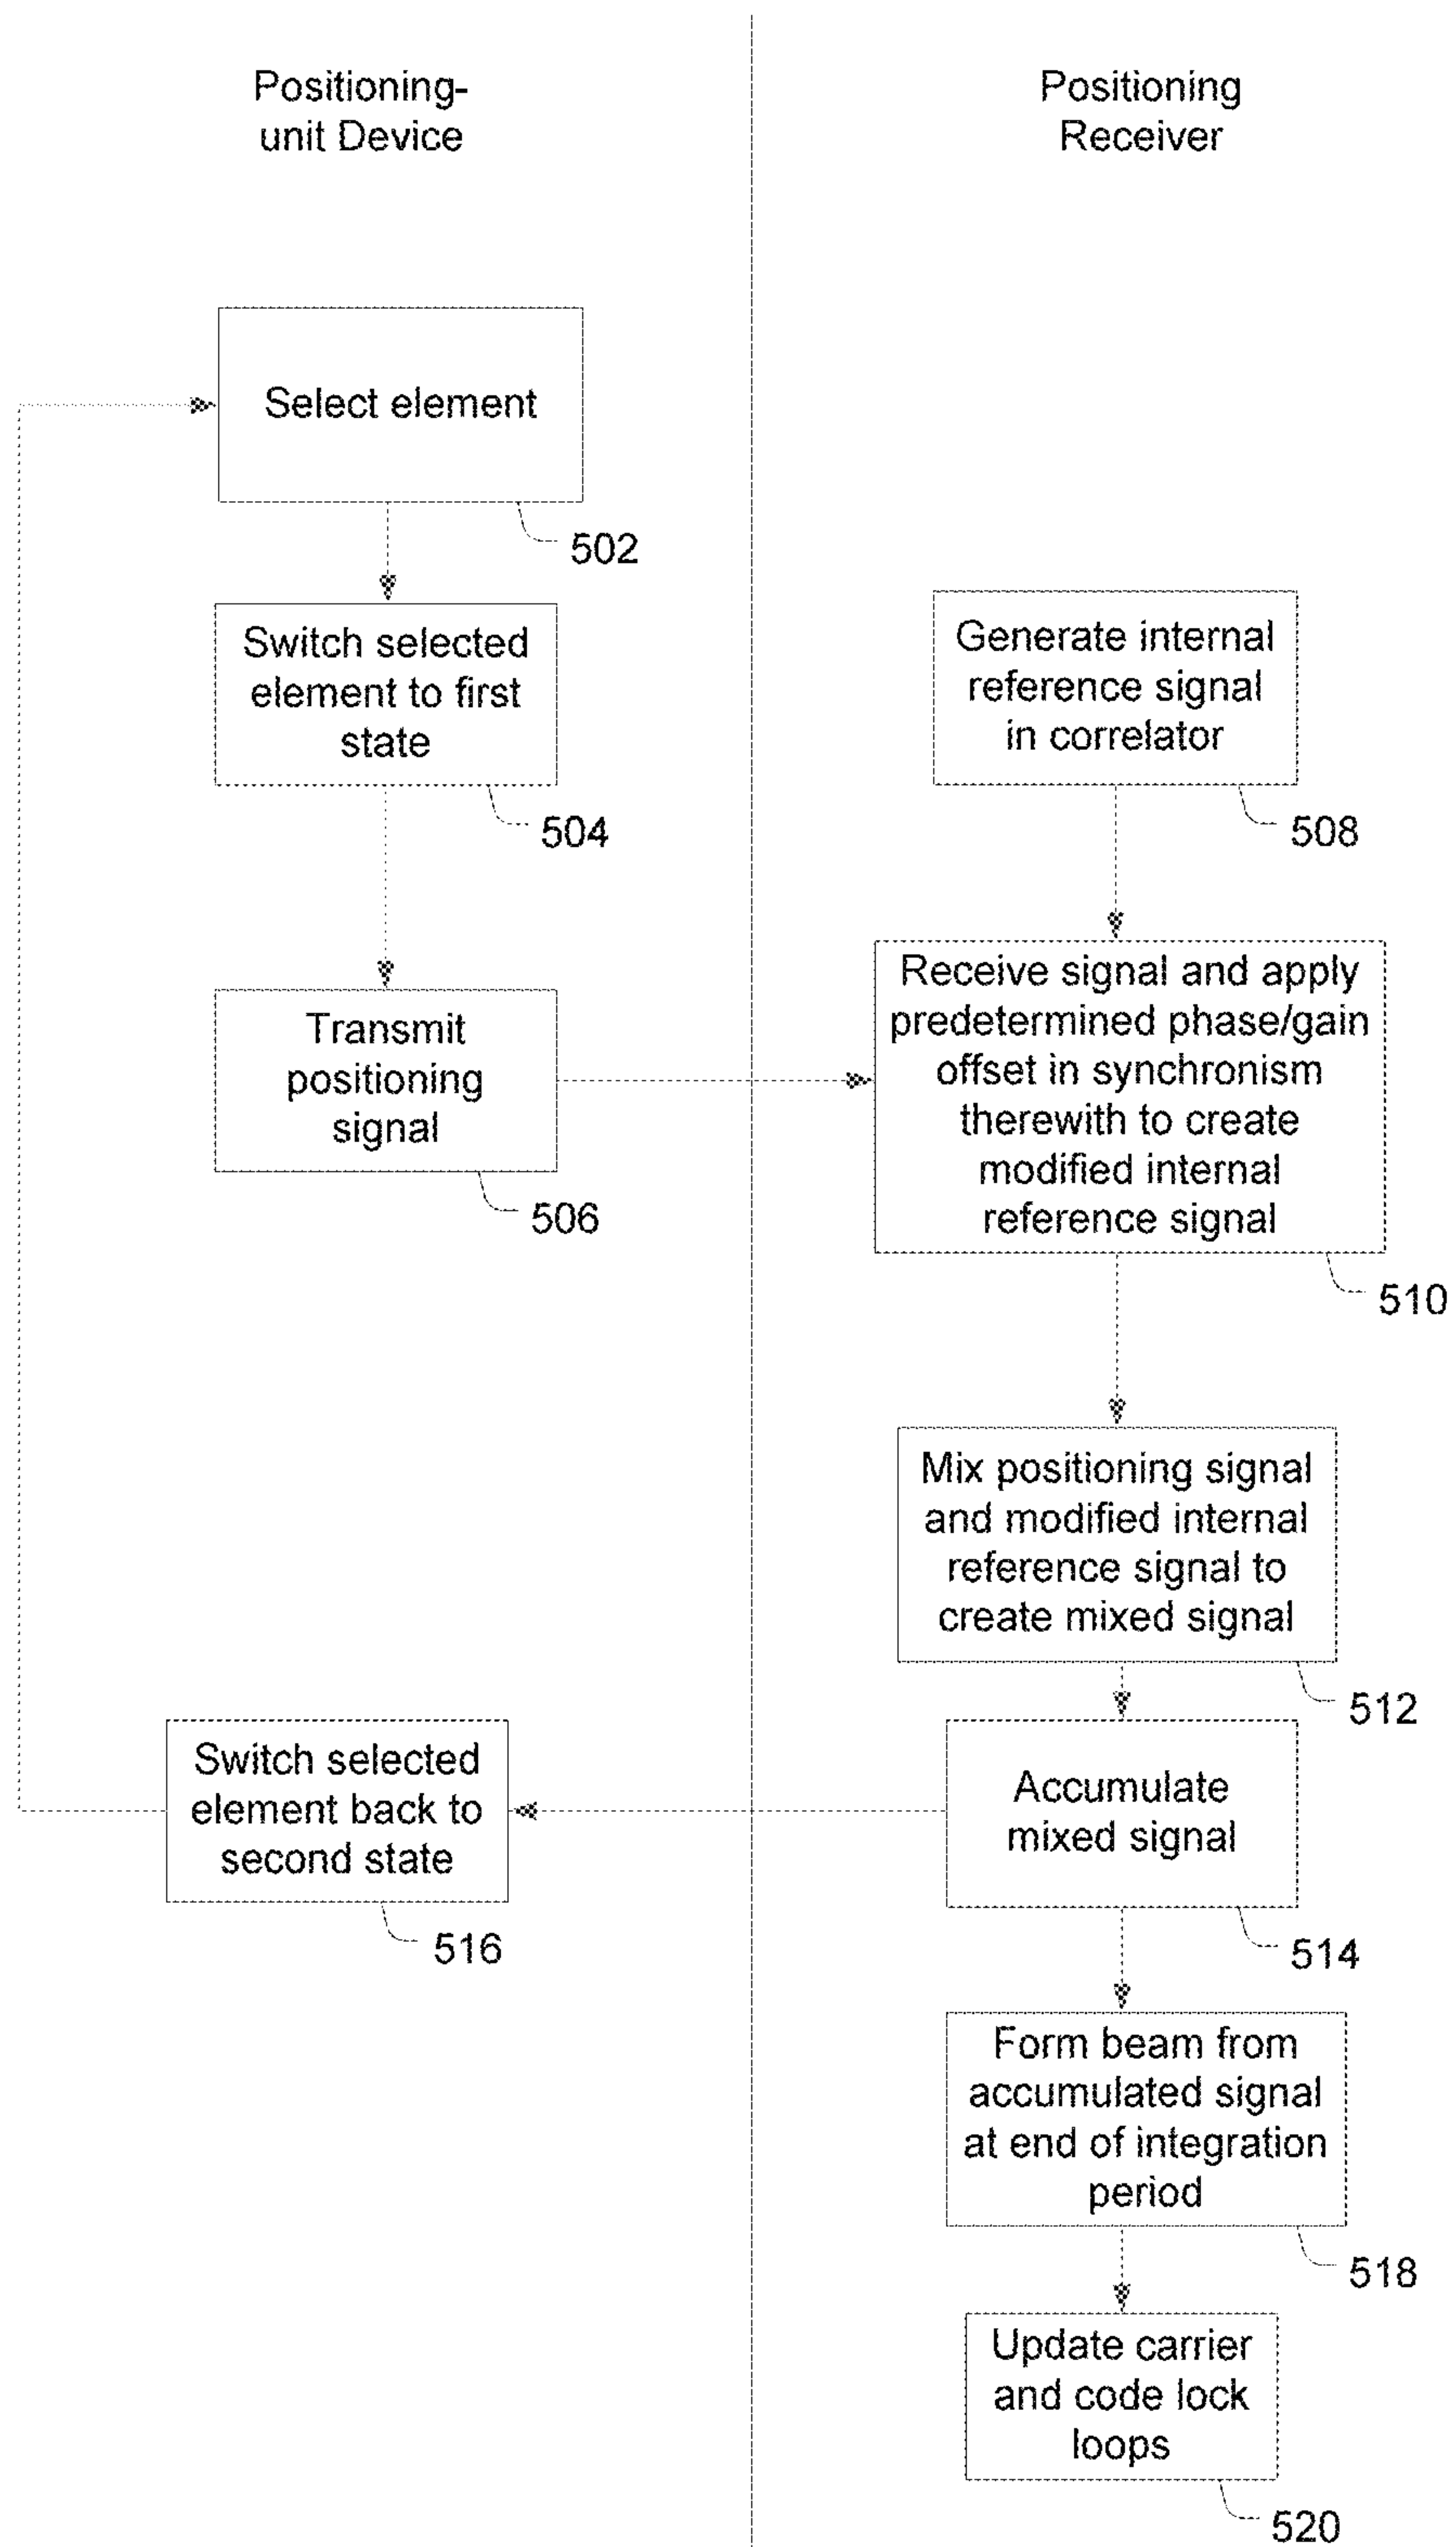 Positioning-
unit Device
Positioning
Receiver
Select element
502
Switch selected
element to first
state
504
Generate internal
reference signal
in correlator
508
Transmit
positioning
signal
506
Receive signal and apply
predetermined phase/gain
offset in synchronism
therewith to create
modified internal
reference signal
510
Mix positioning signal
and modified internal
reference signal to
create mixed signal
512
Switch selected
element back to
second state
516
Accumulate
mixed signal
514
Form beam from
accumulated signal
at end of integration
period
518
Update carrier
and code lock
loops
520